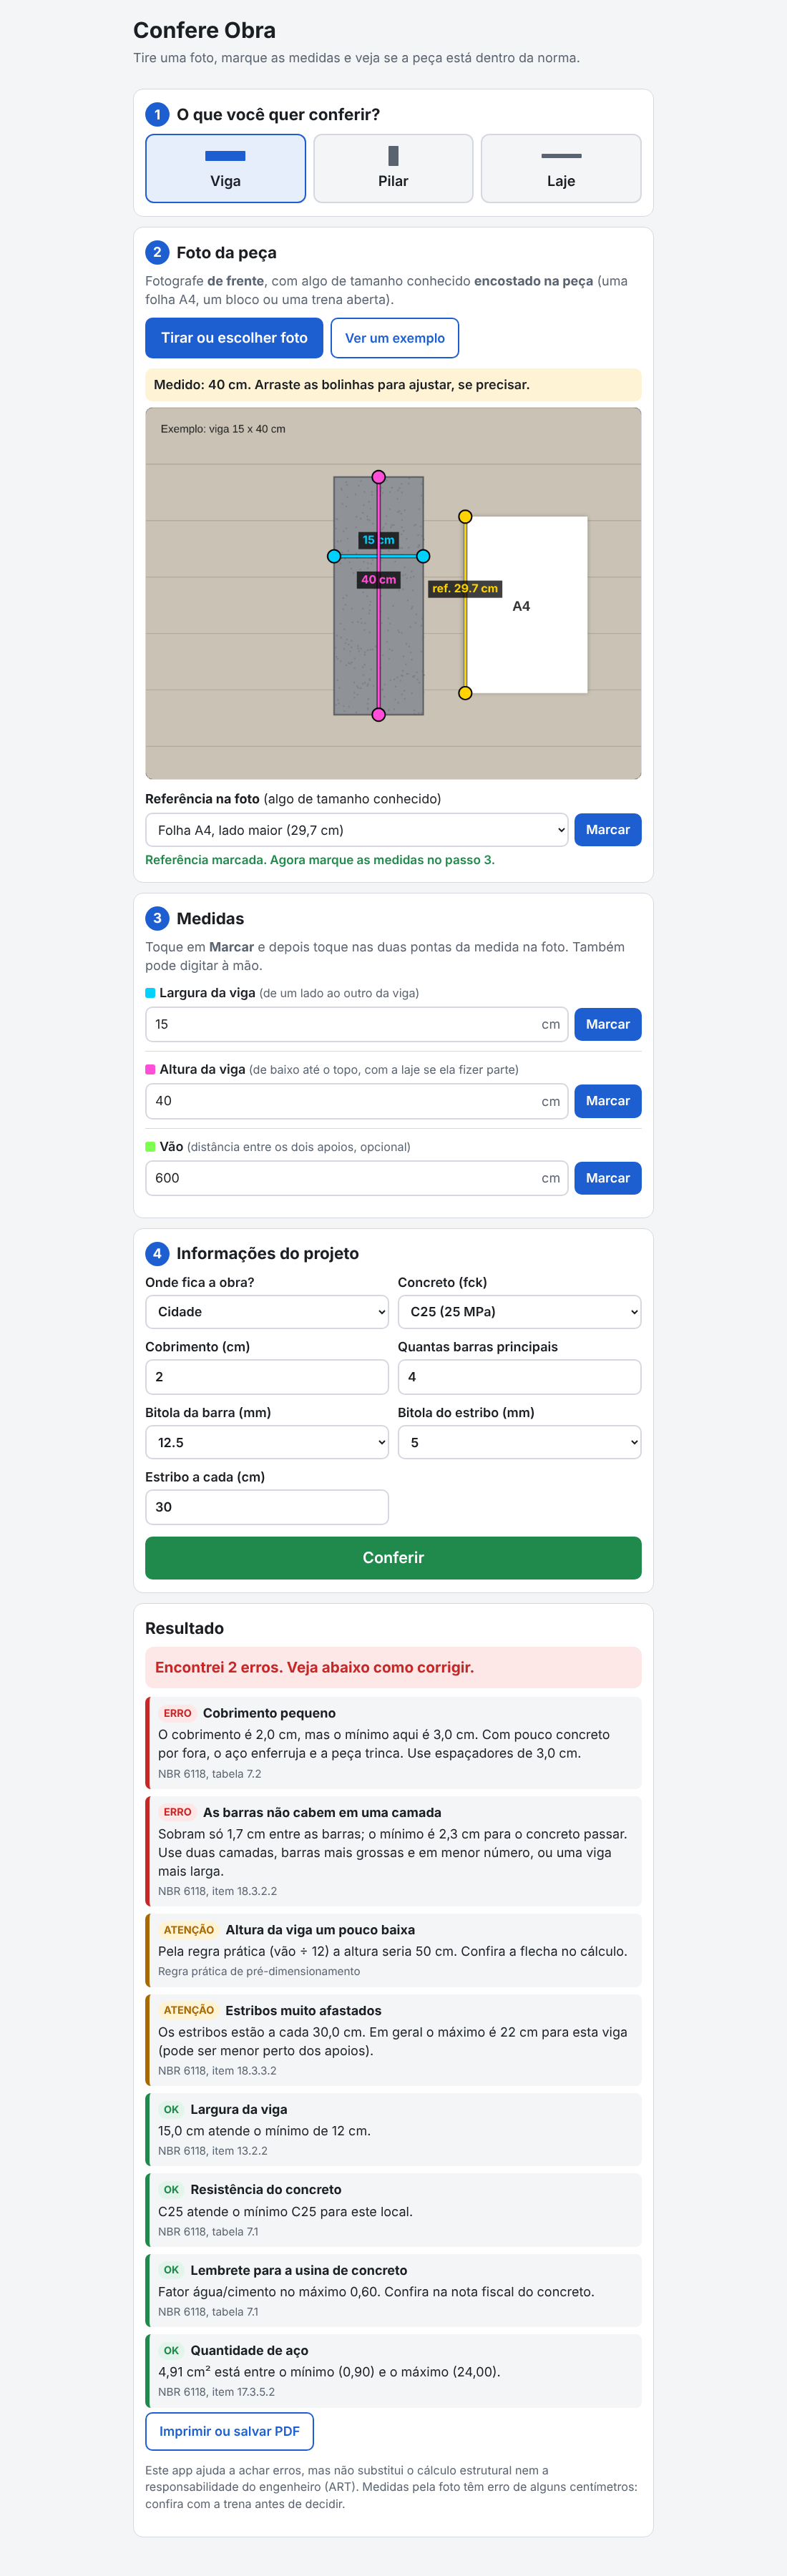 Confere Obra
Tire uma foto, marque as medidas e veja se a peça está dentro da norma.
1 O que você quer conferir?
Viga
Pilar
Laje
2 Foto da peça
Fotografe de frente, com algo de tamanho conhecido encostado na peça (uma
folha A4, um bloco ou uma trena aberta).
Tirar ou escolher foto
Ver um exemplo
Medido: 40 cm. Arraste as bolinhas para ajustar, se precisar.
Exemplo: viga 15 x 40 cm
15 cm
40 cm
ref. 29.7 cm
A4
Referência na foto (algo de tamanho conhecido)
Folha A4, lado maior (29,7 cm)
Marcar
Referência marcada. Agora marque as medidas no passo 3.
3 Medidas
Toque em Marcar e depois toque nas duas pontas da medida na foto. Também
pode digitar à mão.
Largura da viga (de um lado ao outro da viga)
15 cm
Marcar
Altura da viga (de baixo até o topo, com a laje se ela fizer parte)
40 cm
Marcar
Vão (distância entre os dois apoios, opcional)
600 cm
Marcar
4 Informações do projeto
Onde fica a obra?
Cidade
Concreto (fck)
C25 (25 MPa)
Cobrimento (cm)
2
Quantas barras principais
4
Bitola da barra (mm)
12.5
Bitola do estribo (mm)
5
Estribo a cada (cm)
30
Conferir
Resultado
Encontrei 2 erros. Veja abaixo como corrigir.
ERRO Cobrimento pequeno
O cobrimento é 2,0 cm, mas o mínimo aqui é 3,0 cm. Com pouco concreto
por fora, o aço enferruja e a peça trinca. Use espaçadores de 3,0 cm.
NBR 6118, tabela 7.2
ERRO As barras não cabem em uma camada
Sobram só 1,7 cm entre as barras; o mínimo é 2,3 cm para o concreto passar.
Use duas camadas, barras mais grossas e em menor número, ou uma viga
mais larga.
NBR 6118, item 18.3.2.2
ATENÇÃO Altura da viga um pouco baixa
Pela regra prática (vão ÷ 12) a altura seria 50 cm. Confira a flecha no cálculo.
Regra prática de pré-dimensionamento
ATENÇÃO Estribos muito afastados
Os estribos estão a cada 30,0 cm. Em geral o máximo é 22 cm para esta viga
(pode ser menor perto dos apoios).
NBR 6118, item 18.3.3.2
OK Largura da viga
15,0 cm atende o mínimo de 12 cm.
NBR 6118, item 13.2.2
OK Resistência do concreto
C25 atende o mínimo C25 para este local.
NBR 6118, tabela 7.1
OK Lembrete para a usina de concreto
Fator água/cimento no máximo 0,60. Confira na nota fiscal do concreto.
NBR 6118, tabela 7.1
OK Quantidade de aço
4,91 cm² está entre o mínimo (0,90) e o máximo (24,00).
NBR 6118, item 17.3.5.2
Imprimir ou salvar PDF
Este app ajuda a achar erros, mas não substitui o cálculo estrutural nem a
responsabilidade do engenheiro (ART). Medidas pela foto têm erro de alguns centímetros:
confira com a trena antes de decidir.